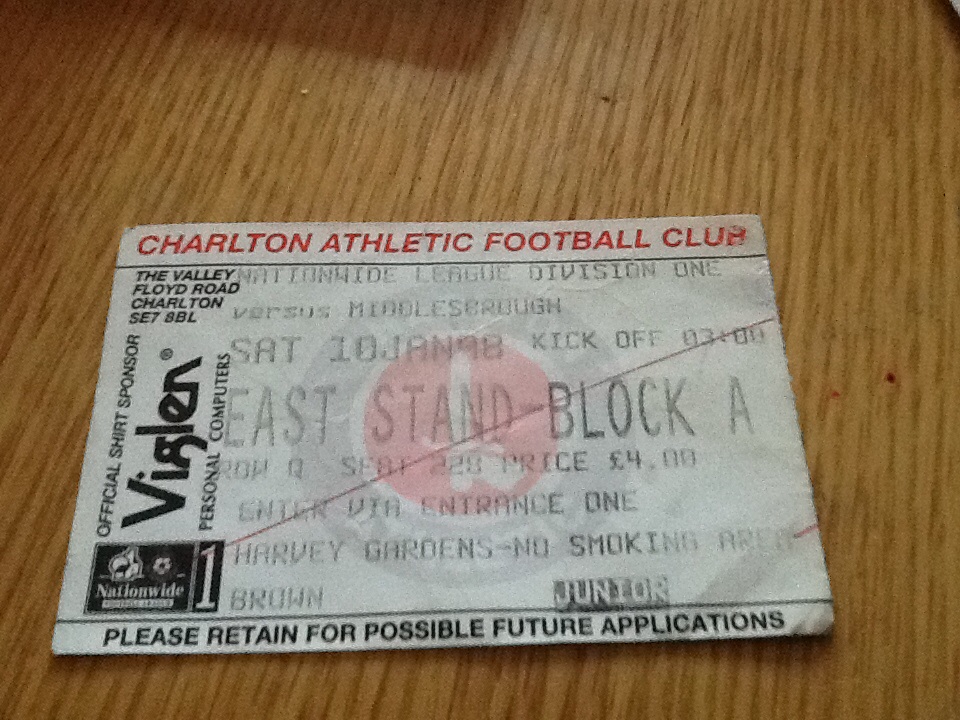 CHARLTON ATHLETIC FOOTBALL CLUB
THE VALLEY
FLOYD ROAD
CHARLTON
SE7 8BL
NATIONWIDE LEAGUE DIVISION ONE
versus MIDDLESBROUGH
SAT 10JAN98 KICK OFF 03:00
EAST STAND BLOCK A
ROW Q SEAT 228 PRICE £4.00
ENTER VIA ENTRANCE ONE
HARVEY GARDENS-NO SMOKING AREA
BROWN JUNIOR
OFFICIAL SHIRT SPONSOR
Viglen®
PERSONAL COMPUTERS
Nationwide
FOOTBALL LEAGUE
1
PLEASE RETAIN FOR POSSIBLE FUTURE APPLICATIONS